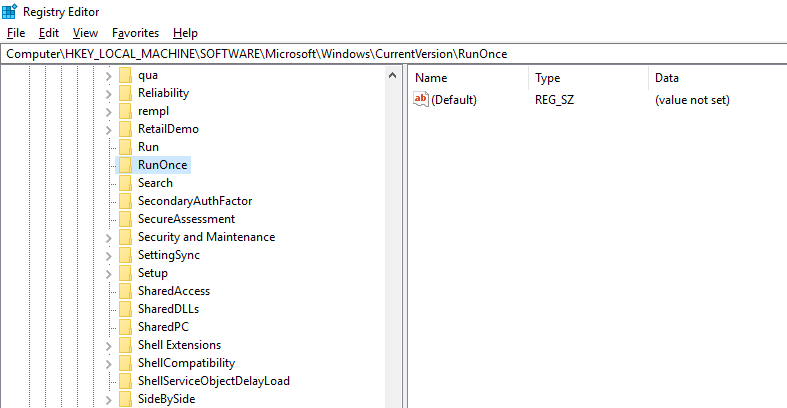 Registry Editor
File Edit View Favorites Help
Computer\HKEY_LOCAL_MACHINE\SOFTWARE\Microsoft\Windows\CurrentVersion\RunOnce
qua
Reliability
rempl
RetailDemo
Run
RunOnce
Search
SecondaryAuthFactor
SecureAssessment
Security and Maintenance
SettingSync
Setup
SharedAccess
SharedDLLs
SharedPC
Shell Extensions
ShellCompatibility
ShellServiceObjectDelayLoad
SideBySide
Name Type Data
ab (Default) REG_SZ (value not set)